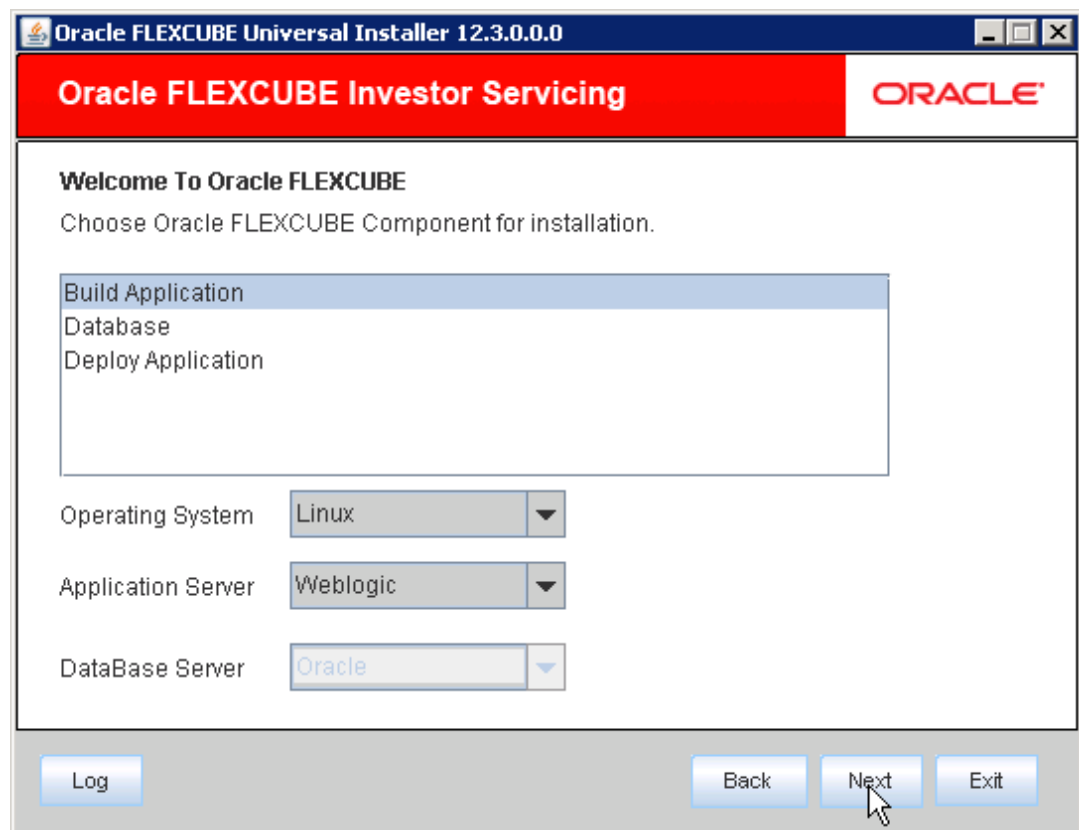 Oracle FLEXCUBE Universal Installer 12.3.0.0.0
Oracle FLEXCUBE Investor Servicing
ORACLE
Welcome To Oracle FLEXCUBE
Choose Oracle FLEXCUBE Component for installation.
Build Application
Database
Deploy Application
Operating System
Linux
Application Server
Weblogic
DataBase Server
Oracle
Log
Back
Next
Exit